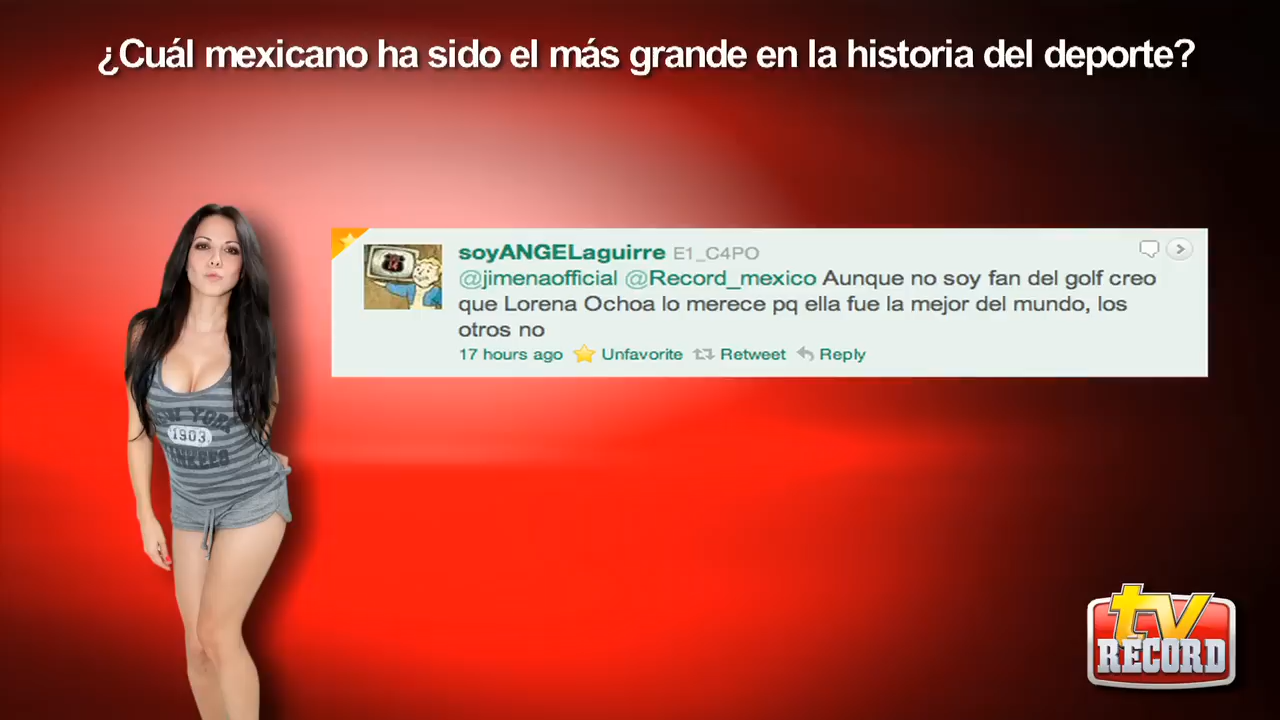 ¿Cuál mexicano ha sido el más grande en la historia del deporte?
soyANGELaguirre E1_C4PO
@jimenaofficial @Record_mexico Aunque no soy fan del golf creo
que Lorena Ochoa lo merece pq ella fue la mejor del mundo, los
otros no
17 hours ago Unfavorite Retweet Reply
NEW YORK
1903
YANKEES
tv
RÉCORD